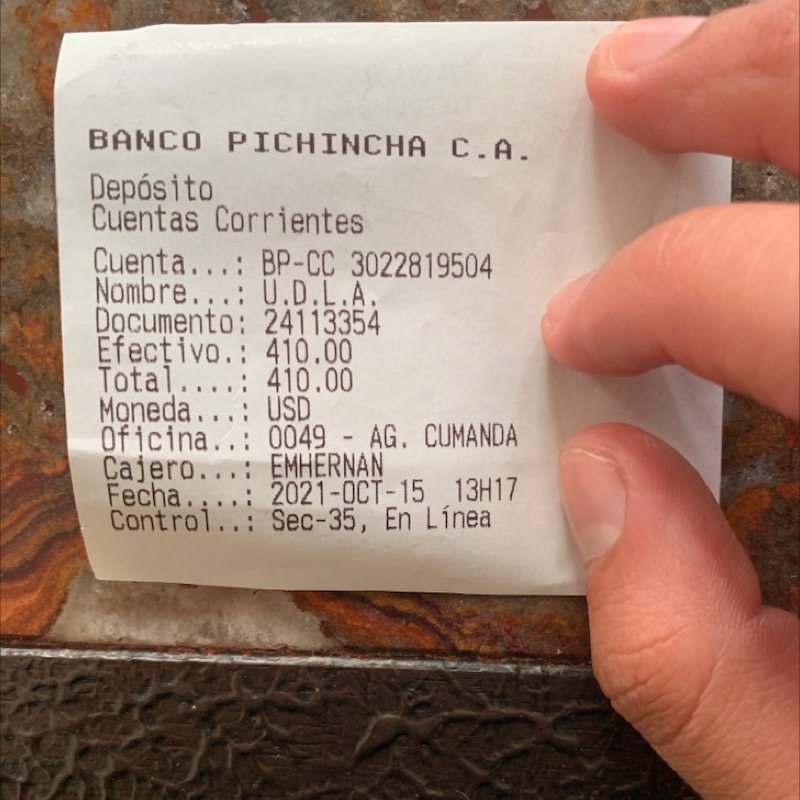 BANCO PICHINCHA C.A.
Depósito
Cuentas Corrientes
Cuenta...: BP-CC 3022819504
Nombre...: U.D.L.A.
Documento: 24113354
Efectivo.: 410.00
Total....: 410.00
Moneda...: USD
Oficina..: 0049 - AG. CUMANDA
Cajero...: EMHERNAN
Fecha....: 2021-OCT-15 13H17
Control..: Sec-35, En Línea